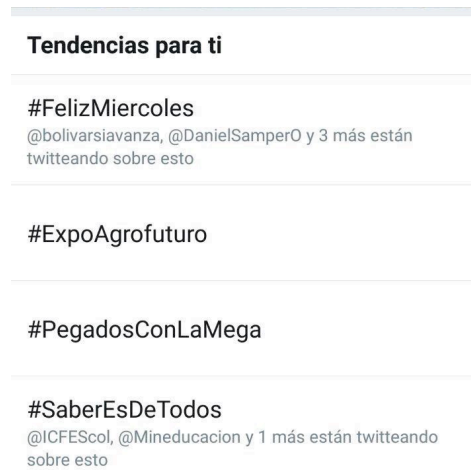 Tendencias para ti
#FelizMiercoles
@bolivarsiavanza, @DanielSamperO y 3 más están
twitteando sobre esto
#ExpoAgrofuturo
#PegadosConLaMega
#SaberEsDeTodos
@ICFEScol, @Mineducacion y 1 más están twitteando
sobre esto